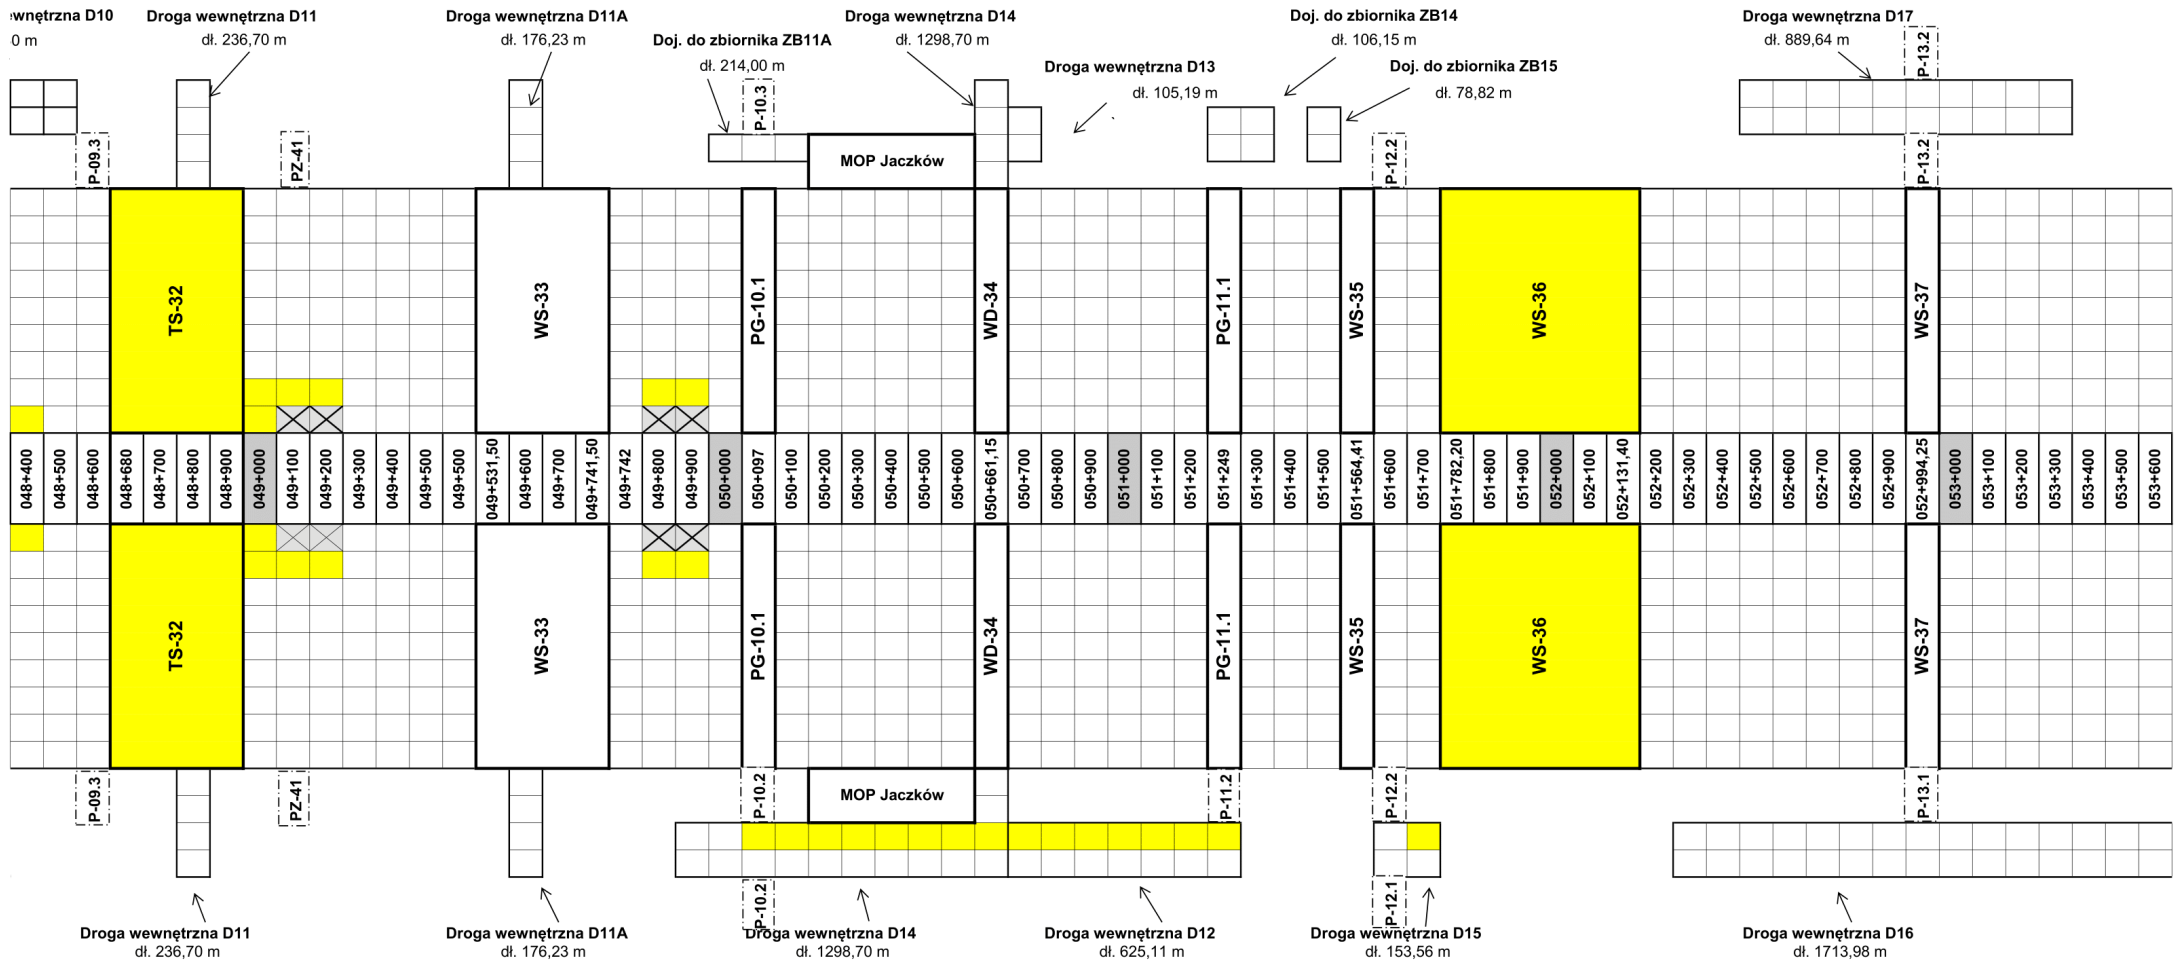 ewnętrzna D10
0 m
Droga wewnętrzna D11
dł. 236,70 m
Droga wewnętrzna D11A
dł. 176,23 m
Doj. do zbiornika ZB11A
dł. 214,00 m
Droga wewnętrzna D14
dł. 1298,70 m
Droga wewnętrzna D13
dł. 105,19 m
Doj. do zbiornika ZB14
dł. 106,15 m
Doj. do zbiornika ZB15
dł. 78,82 m
Droga wewnętrzna D17
dł. 889,64 m
P-13.2
P-09.3
PZ-41
P-10.3
MOP Jaczków
P-12.2
P-13.2
TS-32
WS-33
PG-10.1
WD-34
PG-11.1
WS-35
WS-36
WS-37
048+400
048+500
048+600
048+680
048+700
048+800
048+900
049+000
049+100
049+200
049+300
049+400
049+500
049+500
049+531,50
049+600
049+700
049+741,50
049+742
049+800
049+900
050+000
050+097
050+100
050+200
050+300
050+400
050+500
050+600
050+661,15
050+700
050+800
050+900
051+000
051+100
051+200
051+249
051+300
051+400
051+500
051+564,41
051+600
051+700
051+782,20
051+800
051+900
052+000
052+100
052+131,40
052+200
052+300
052+400
052+500
052+600
052+700
052+800
052+900
052+994,25
053+000
053+100
053+200
053+300
053+400
053+500
053+600
TS-32
WS-33
PG-10.1
WD-34
PG-11.1
WS-35
WS-36
WS-37
P-09.3
PZ-41
P-10.2
MOP Jaczków
P-11.2
P-12.2
P-13.1
P-10.2
P-12.1
Droga wewnętrzna D11
dł. 236,70 m
Droga wewnętrzna D11A
dł. 176,23 m
Droga wewnętrzna D14
dł. 1298,70 m
Droga wewnętrzna D12
dł. 625,11 m
Droga wewnętrzna D15
dł. 153,56 m
Droga wewnętrzna D16
dł. 1713,98 m